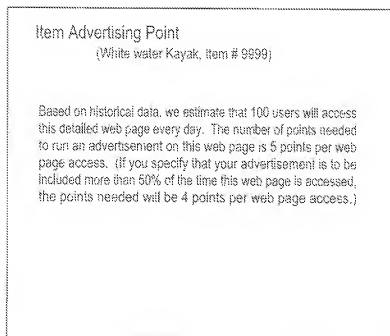 Item Advertising Point
(White water Kayak, Item # 9999)
Based on historical data, we estimate that 100 users will access
this detailed web page every day. The number of points needed
to run an advertisement on this web page is 5 points per web
page access. (If you specify that your advertisement is to be
included more than 50% of the time this web page is accessed,
the points needed will be 4 points per web page access.)